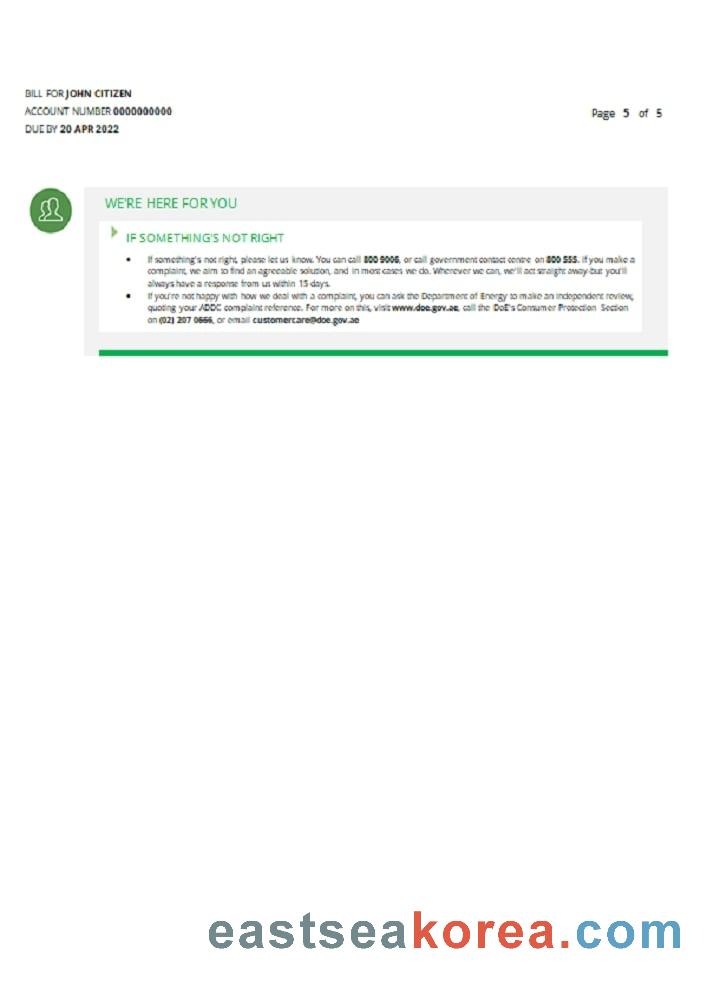 BILL FOR JOHN CITIZEN
ACCOUNT NUMBER 0000000000
DUE BY 20 APR 2022
Page 5 of 5
WE'RE HERE FOR YOU
IF SOMETHING'S NOT RIGHT
• If something's not right, please let us know. You can call 800 9006, or call government contact centre on 800 555. If you make a
complaint, we aim to find an agreeable solution, and in most cases we do. Wherever we can, we'll act straight away-but you'll
always have a response from us within 15 days.
• If you're not happy with how we deal with a complaint, you can ask the Department of Energy to make an independent review,
quoting your ADDC complaint reference. For more on this, visit www.doe.gov.ae, call the DoE's Consumer Protection Section
on (02) 207 0666, or email customercare@doe.gov.ae
eastseakorea.com